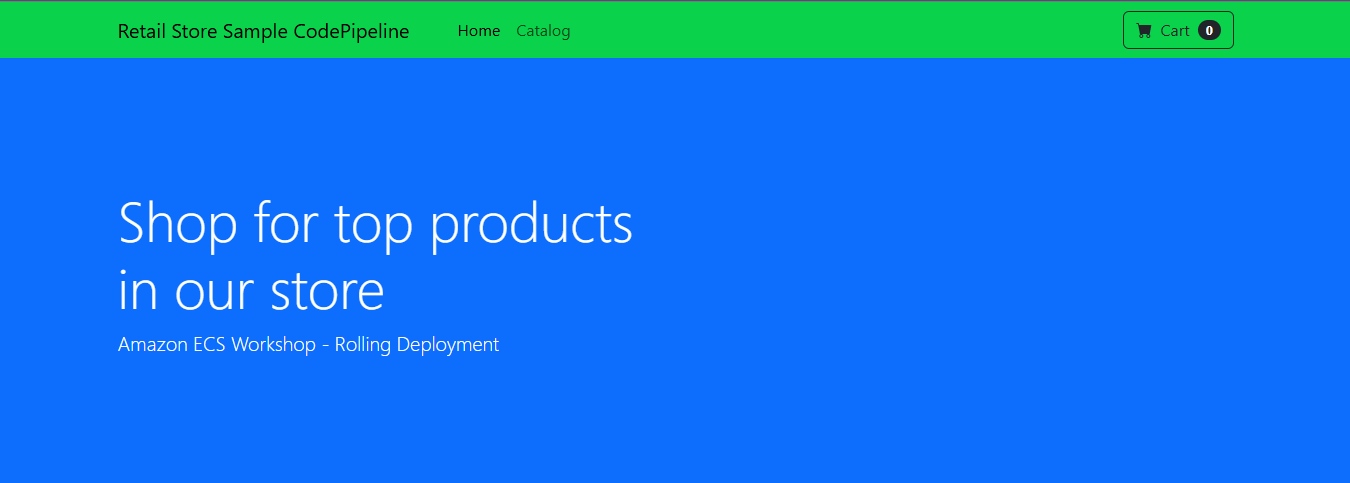 Retail Store Sample CodePipeline Home Catalog Cart 0
Shop for top products
in our store
Amazon ECS Workshop - Rolling Deployment